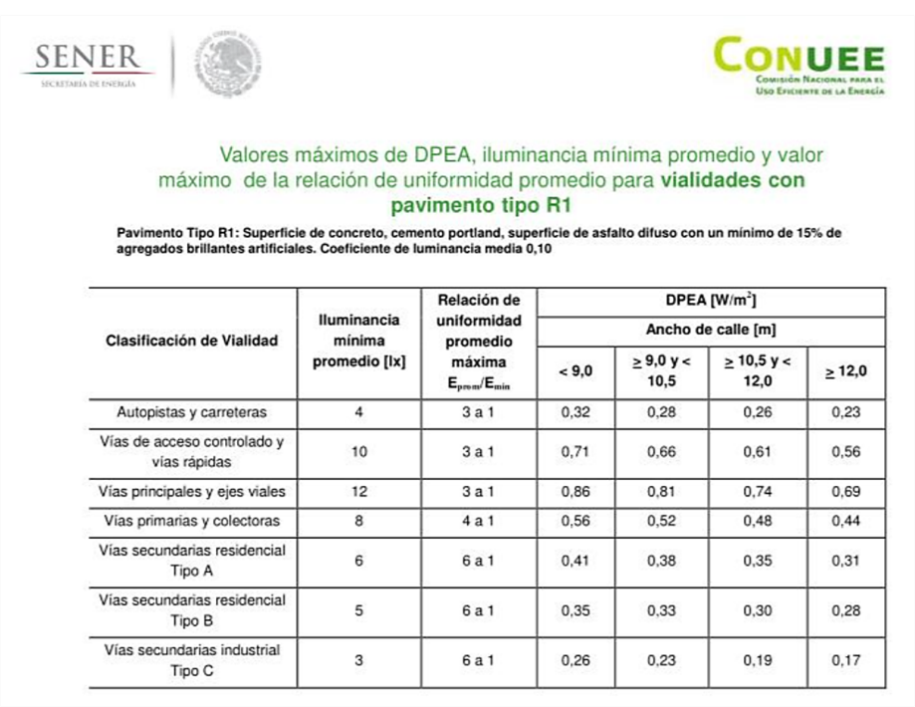 SENER
SECRETARÍA DE ENERGÍA
ESTADOS UNIDOS MEXICANOS
CONUEE
COMISIÓN NACIONAL PARA EL
USO EFICIENTE DE LA ENERGÍA
Valores máximos de DPEA, iluminancia mínima promedio y valor
máximo de la relación de uniformidad promedio para vialidades con
pavimento tipo R1
Pavimento Tipo R1: Superficie de concreto, cemento portland, superficie de asfalto difuso con un mínimo de 15% de
agregados brillantes artificiales. Coeficiente de luminancia media 0,10
Clasificación de Vialidad
Iluminancia
mínima
promedio [lx]
Relación de
uniformidad
promedio
máxima
Eprom/Emin
DPEA [W/m²]
Ancho de calle [m]
< 9,0
≥ 9,0 y <
10,5
≥ 10,5 y <
12,0
≥ 12,0
Autopistas y carreteras 4 3 a 1 0,32 0,28 0,26 0,23
Vías de acceso controlado y
vías rápidas 10 3 a 1 0,71 0,66 0,61 0,56
Vías principales y ejes viales 12 3 a 1 0,86 0,81 0,74 0,69
Vías primarias y colectoras 8 4 a 1 0,56 0,52 0,48 0,44
Vías secundarias residencial
Tipo A 6 6 a 1 0,41 0,38 0,35 0,31
Vías secundarias residencial
Tipo B 5 6 a 1 0,35 0,33 0,30 0,28
Vías secundarias industrial
Tipo C 3 6 a 1 0,26 0,23 0,19 0,17